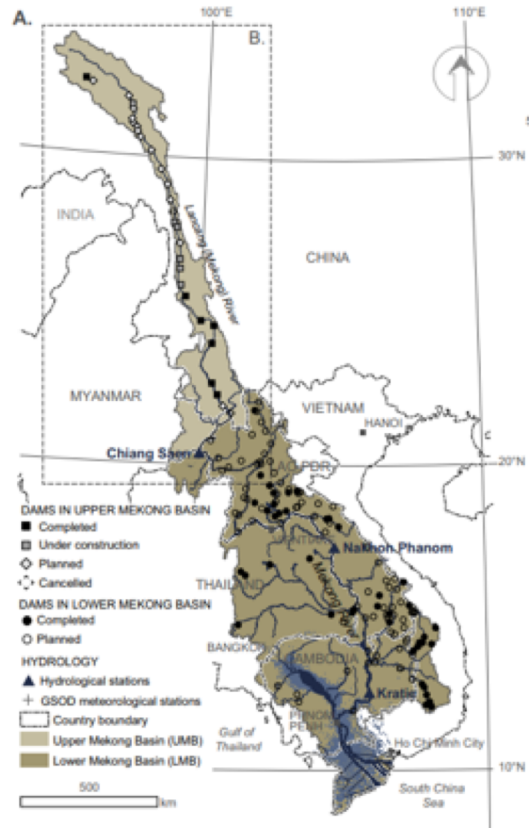 A.
100°E
110°E
B.
30°N
INDIA
Lancang (Mekong) River
CHINA
MYANMAR
VIETNAM
HANOI
Chiang Saen
20°N
DAMS IN UPPER MEKONG BASIN
Completed
Under construction
Planned
Cancelled
DAMS IN LOWER MEKONG BASIN
Completed
Planned
HYDROLOGY
Hydrological stations
GSOD meteorological stations
Country boundary
Upper Mekong Basin (UMB)
Lower Mekong Basin (LMB)
500
km
Nakhon Phanom
Mekong
THAILAND
BANGKOK
CAMBODIA
Kratie
PHNOM
PENH
Gulf of
Thailand
Ho Chi Minh City
10°N
South China
Sea